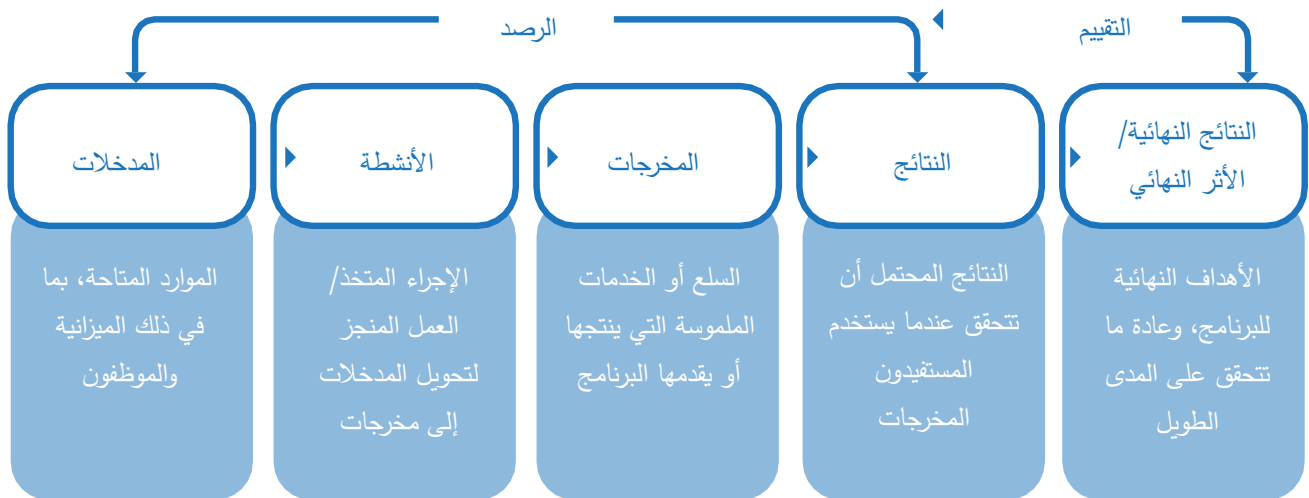 الرصد
التقييم
المدخلات
الموارد المتاحة، بما
في ذلك الميزانية
والموظفون
الأنشطة
الإجراء المتخذ/
العمل المنجز
لتحويل المدخلات
إلى مخرجات
المخرجات
السلع أو الخدمات
الملموسة التي ينتجها
أو يقدمها البرنامج
النتائج
النتائج المحتمل أن
تتحقق عندما يستخدم
المستفيدون
المخرجات
النتائج النهائية/
الأثر النهائي
الأهداف النهائية
للبرنامج، وعادة ما
تتحقق على المدى
الطويل